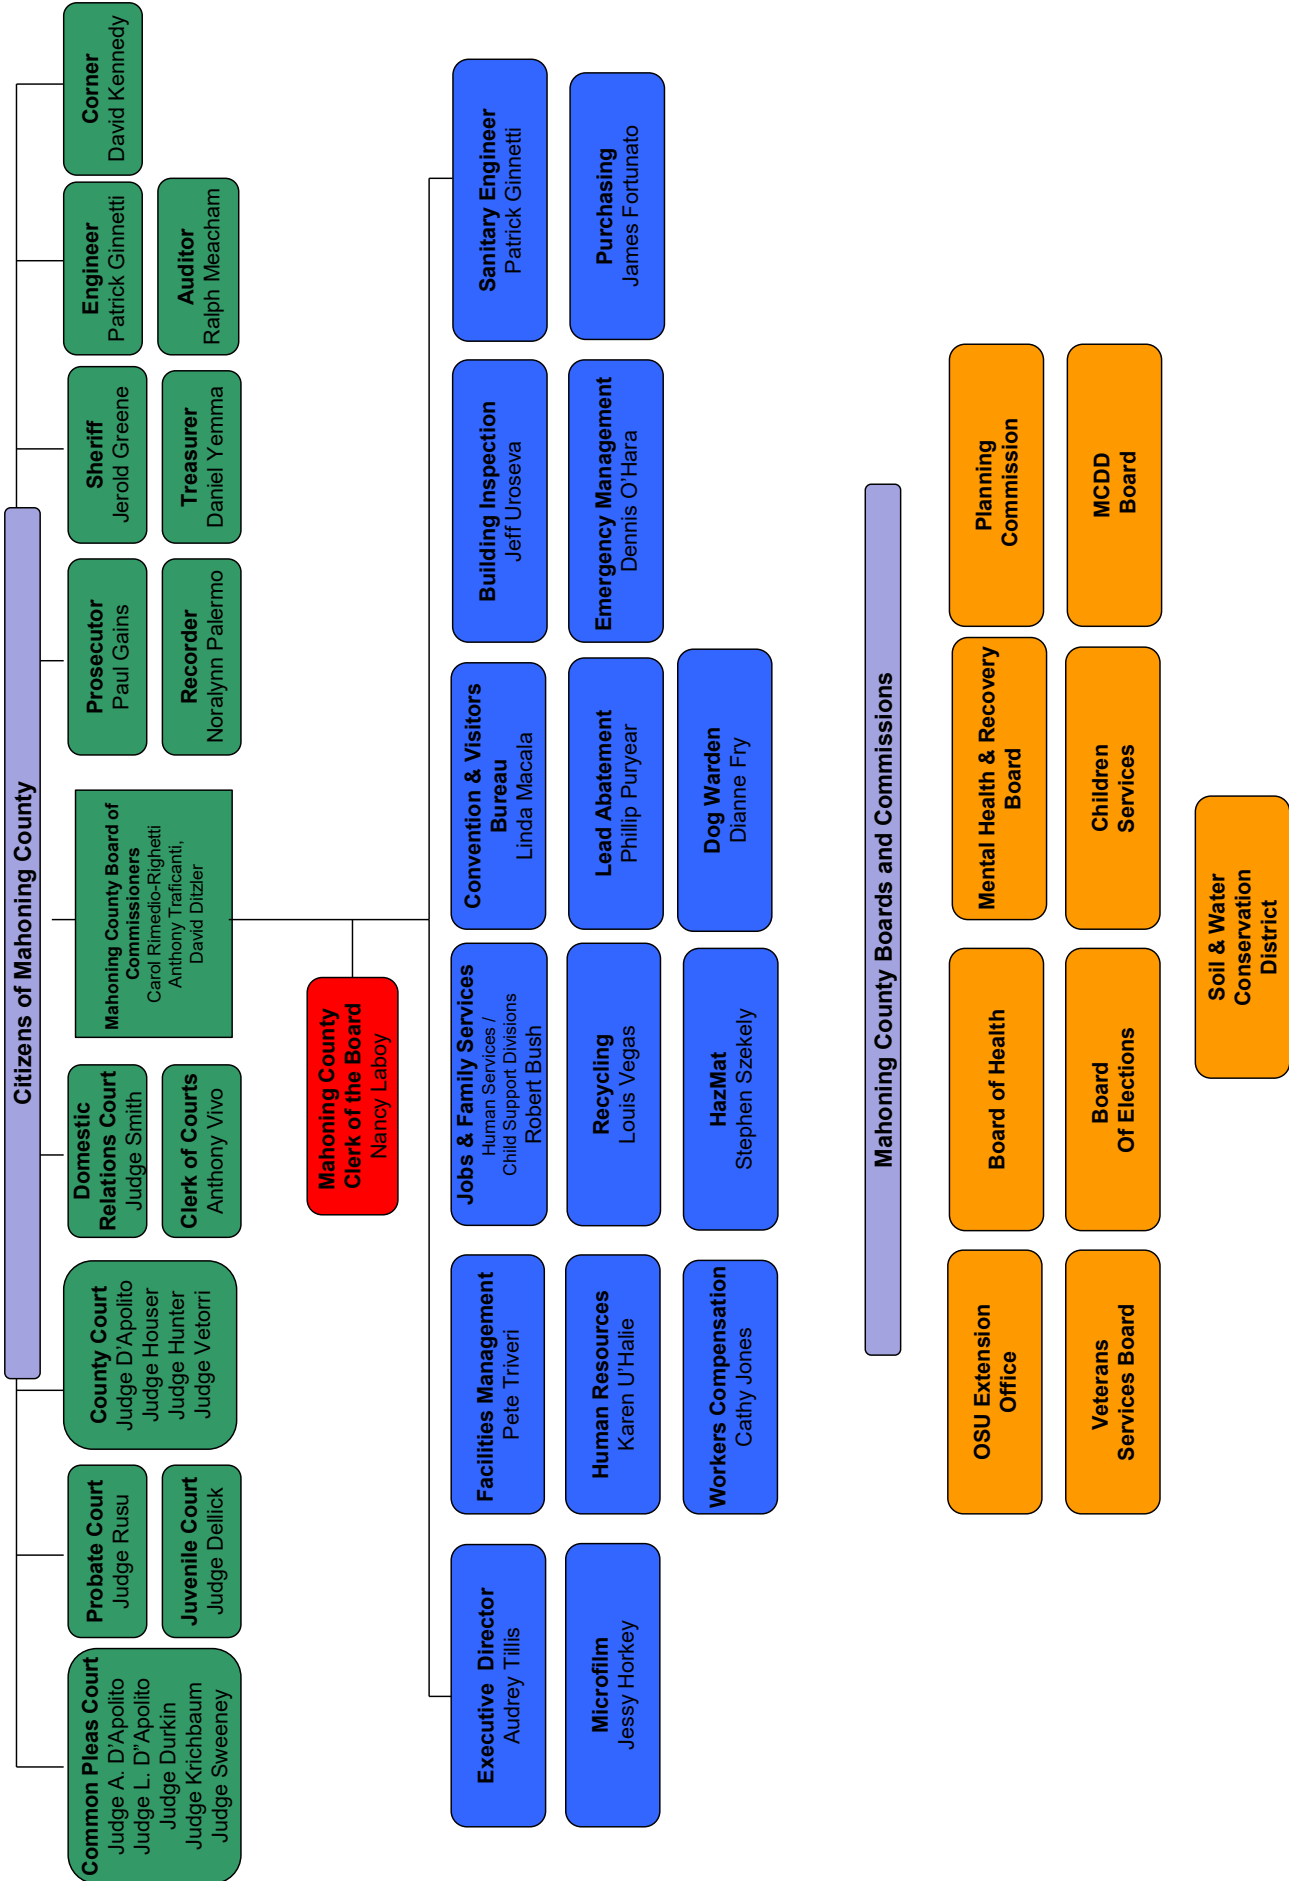 Citizens of Mahoning County
Common Pleas Court
Judge A. D'Apolito
Judge L. D"Apolito
Judge Durkin
Judge Krichbaum
Judge Sweeney
Probate Court
Judge Rusu
Juvenile Court
Judge Dellick
County Court
Judge D'Apolito
Judge Houser
Judge Hunter
Judge Vetorri
Domestic
Relations Court
Judge Smith
Clerk of Courts
Anthony Vivo
Mahoning County Board of
Commissioners
Carol Rimedio-Righetti
Anthony Traficanti,
David Ditzler
Prosecutor
Paul Gains
Recorder
Noralynn Palermo
Sheriff
Jerold Greene
Treasurer
Daniel Yemma
Engineer
Patrick Ginnetti
Auditor
Ralph Meacham
Corner
David Kennedy
Mahoning County
Clerk of the Board
Nancy Laboy
Executive Director
Audrey Tillis
Microfilm
Jessy Horkey
Facilities Management
Pete Triveri
Human Resources
Karen U'Halie
Workers Compensation
Cathy Jones
Jobs & Family Services
Human Services /
Child Support Divisions
Robert Bush
Recycling
Louis Vegas
HazMat
Stephen Szekely
Convention & Visitors
Bureau
Linda Macala
Lead Abatement
Phillip Puryear
Dog Warden
Dianne Fry
Building Inspection
Jeff Uroseva
Emergency Management
Dennis O'Hara
Sanitary Engineer
Patrick Ginnetti
Purchasing
James Fortunato
Mahoning County Boards and Commissions
OSU Extension
Office
Veterans
Services Board
Board of Health
Board
Of Elections
Mental Health & Recovery
Board
Children
Services
Planning
Commission
MCDD
Board
Soil & Water
Conservation
District